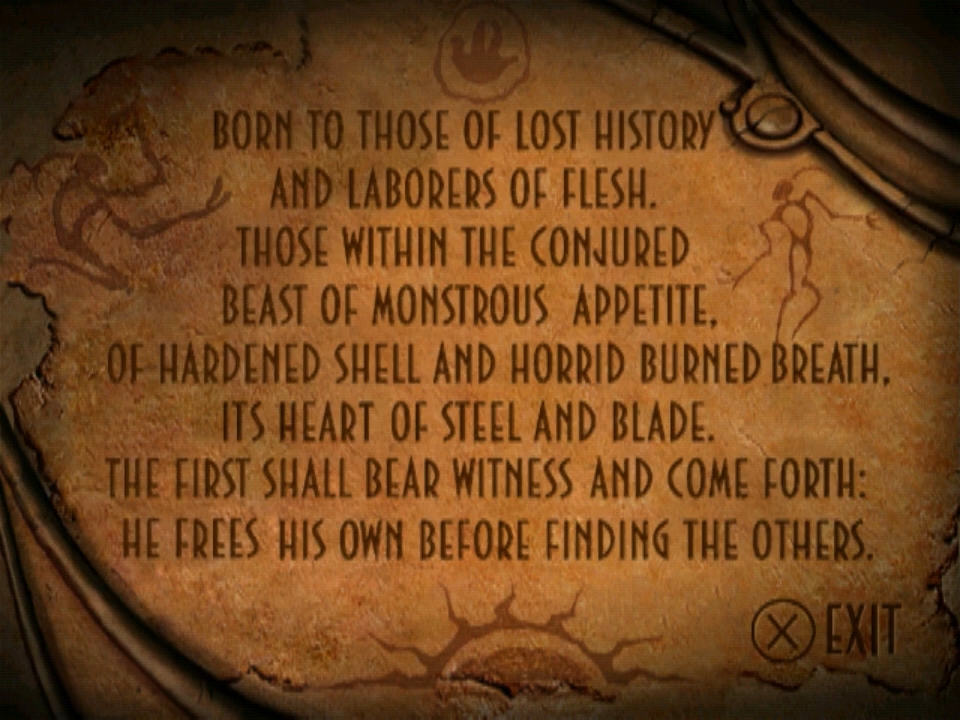 BORN TO THOSE OF LOST HISTORY
AND LABORERS OF FLESH.
THOSE WITHIN THE CONJURED
BEAST OF MONSTROUS APPETITE,
OF HARDENED SHELL AND HORRID BURNED BREATH,
ITS HEART OF STEEL AND BLADE.
THE FIRST SHALL BEAR WITNESS AND COME FORTH:
HE FREES HIS OWN BEFORE FINDING THE OTHERS.
EXIT